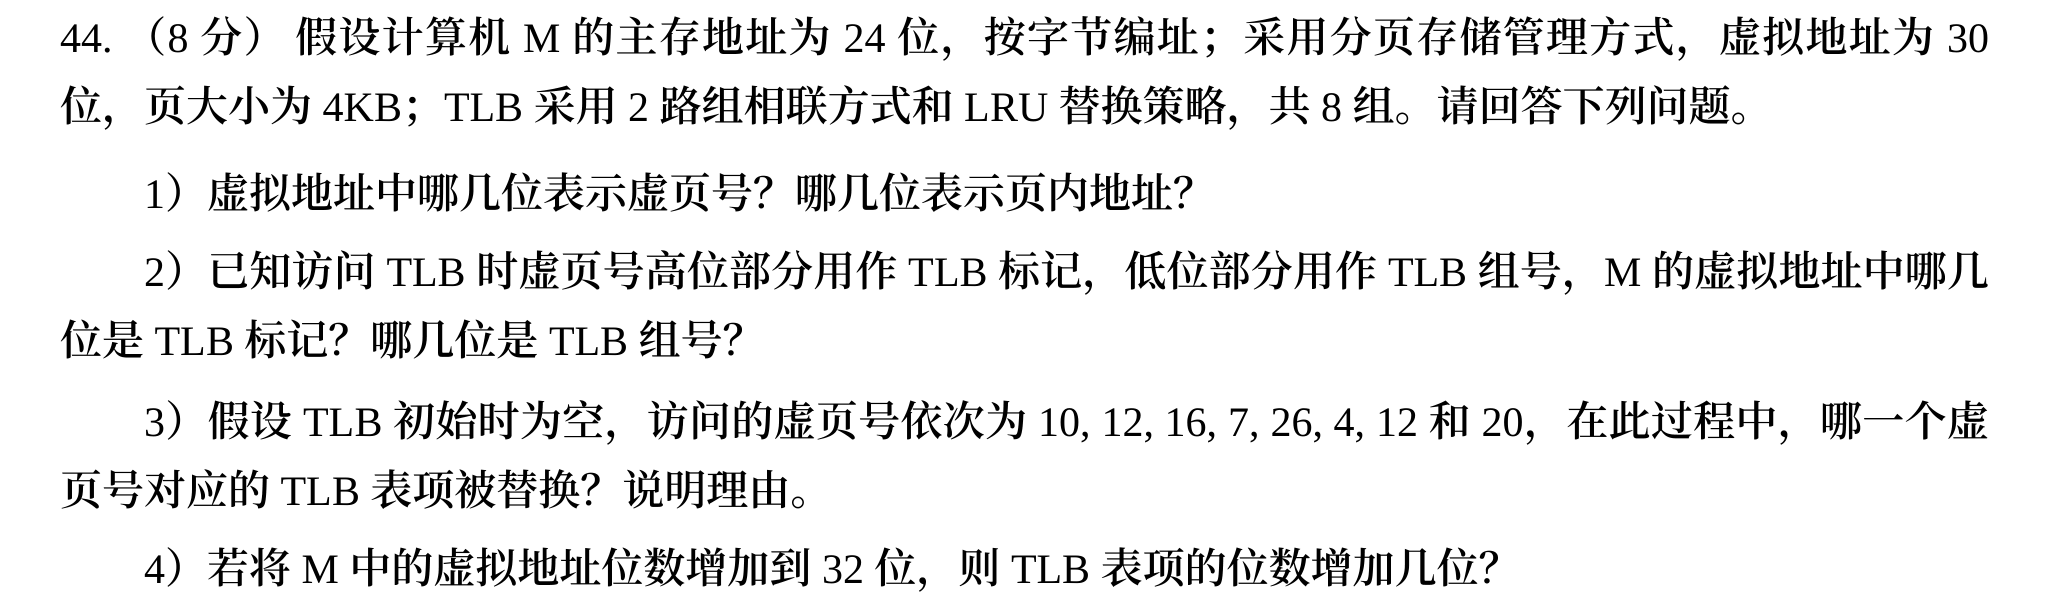 44. （8 分） 假设计算机 M 的主存地址为 24 位，按字节编址；采用分页存储管理方式，虚拟地址为 30
位，页大小为 4KB；TLB 采用 2 路组相联方式和 LRU 替换策略，共 8 组。请回答下列问题。
1）虚拟地址中哪几位表示虚页号？哪几位表示页内地址？
2）已知访问 TLB 时虚页号高位部分用作 TLB 标记，低位部分用作 TLB 组号，M 的虚拟地址中哪几
位是 TLB 标记？哪几位是 TLB 组号？
3）假设 TLB 初始时为空，访问的虚页号依次为 10, 12, 16, 7, 26, 4, 12 和 20，在此过程中，哪一个虚
页号对应的 TLB 表项被替换？说明理由。
4）若将 M 中的虚拟地址位数增加到 32 位，则 TLB 表项的位数增加几位？